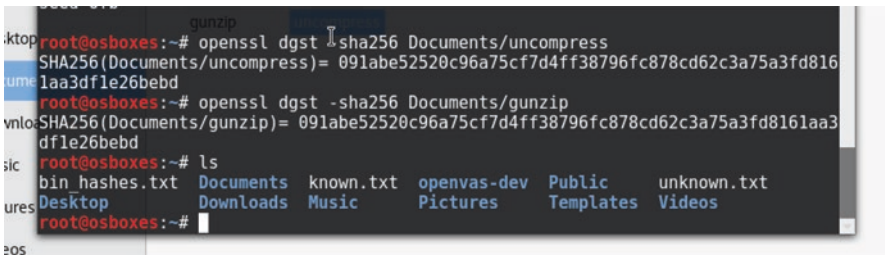 gunzip uncompress
root@osboxes:~# openssl dgst -sha256 Documents/uncompress
SHA256(Documents/uncompress)= 091abe52520c96a75cf7d4ff38796fc878cd62c3a75a3fd816
1aa3df1e26bebd
root@osboxes:~# openssl dgst -sha256 Documents/gunzip
SHA256(Documents/gunzip)= 091abe52520c96a75cf7d4ff38796fc878cd62c3a75a3fd8161aa3
df1e26bebd
root@osboxes:~# ls
bin_hashes.txt Documents known.txt openvas-dev Public unknown.txt
Desktop Downloads Music Pictures Templates Videos
root@osboxes:~#